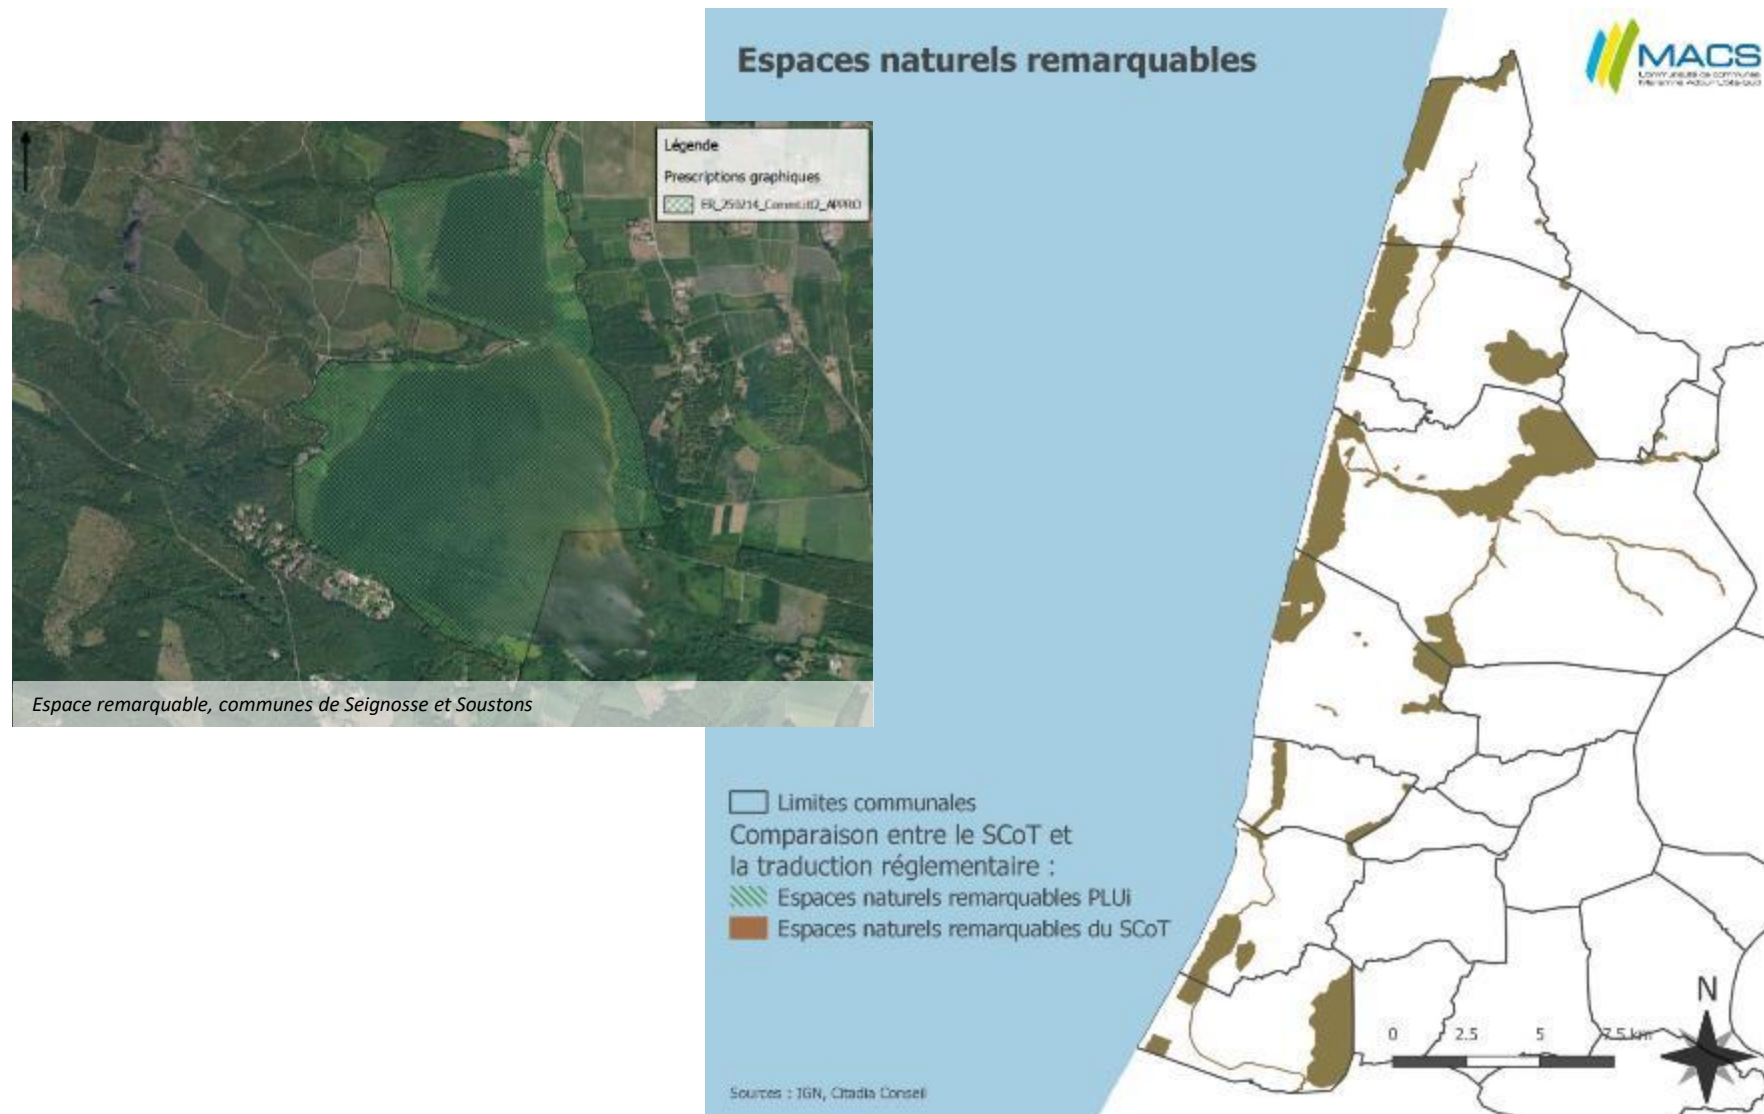 Espaces naturels remarquables
MACS
Légende
Prescriptions graphiques
Espace remarquable, communes de Seignosse et Soustons
Limites communales
Comparaison entre le SCoT et
la traduction réglementaire :
Espaces naturels remarquables PLUi
Espaces naturels remarquables du SCoT
N
0 2.5 5 7.5 km
Sources : IGN, Citadia Conseil